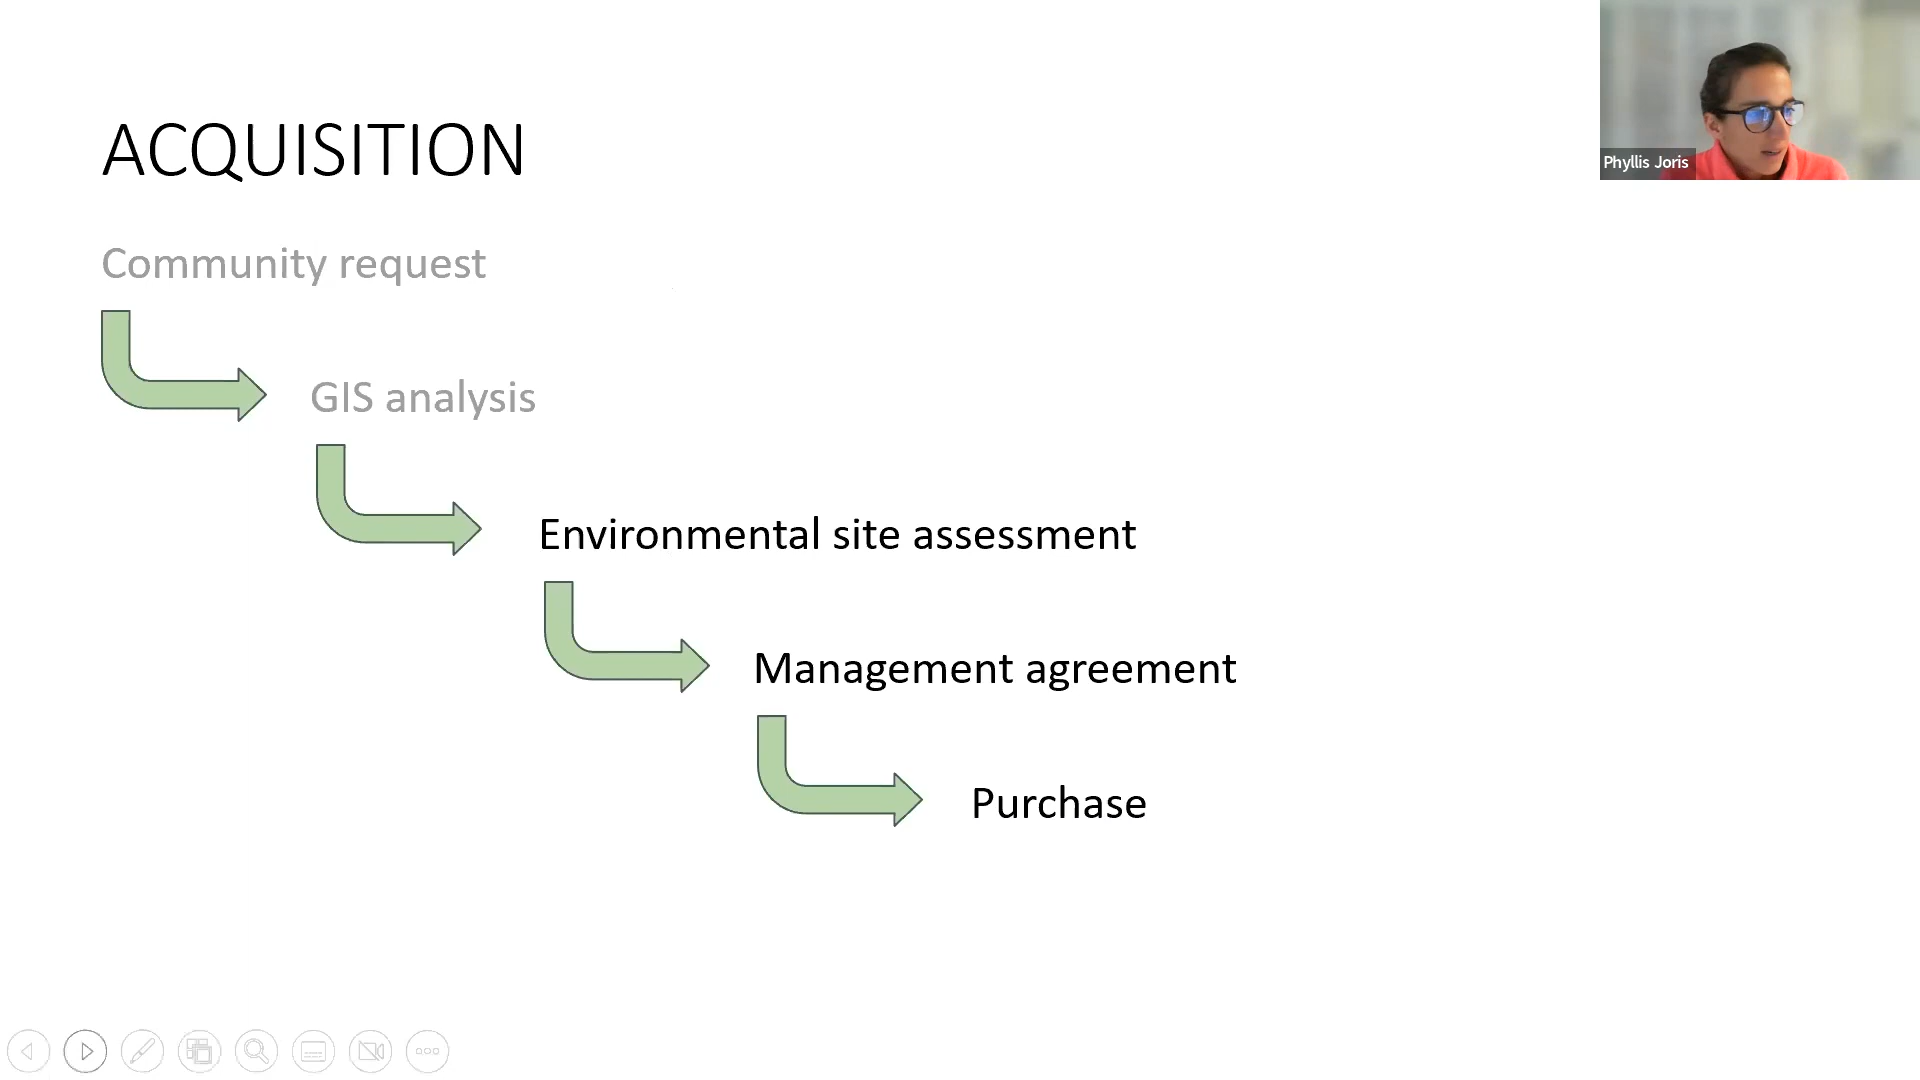 ACQUISITION
Phyllis Joris
Community request
GIS analysis
Environmental site assessment
Management agreement
Purchase